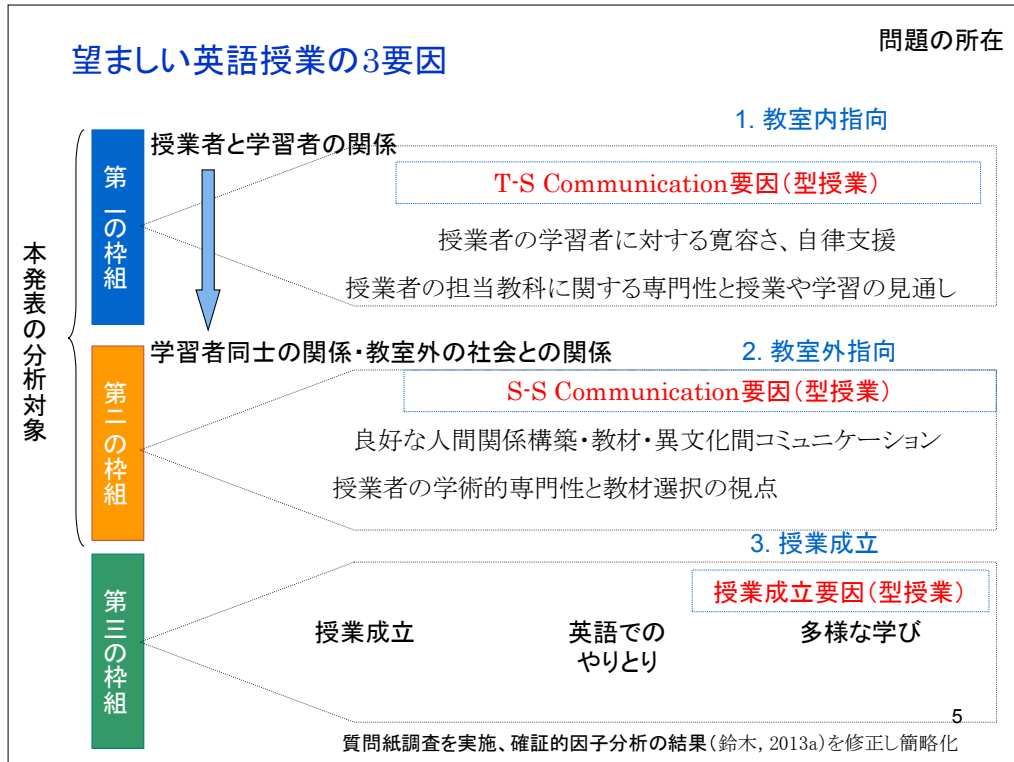 問題の所在
望ましい英語授業の3要因
本発表の分析対象
第一の枠組
授業者と学習者の関係
1. 教室内指向
T-S Communication要因（型授業）
授業者の学習者に対する寛容さ、自律支援
授業者の担当教科に関する専門性と授業や学習の見通し
第二の枠組
学習者同士の関係・教室外の社会との関係
2. 教室外指向
S-S Communication要因（型授業）
良好な人間関係構築・教材・異文化間コミュニケーション
授業者の学術的専門性と教材選択の視点
第三の枠組
3. 授業成立
授業成立要因（型授業）
授業成立
英語での
やりとり
多様な学び
5
質問紙調査を実施、確証的因子分析の結果（鈴木, 2013a）を修正し簡略化